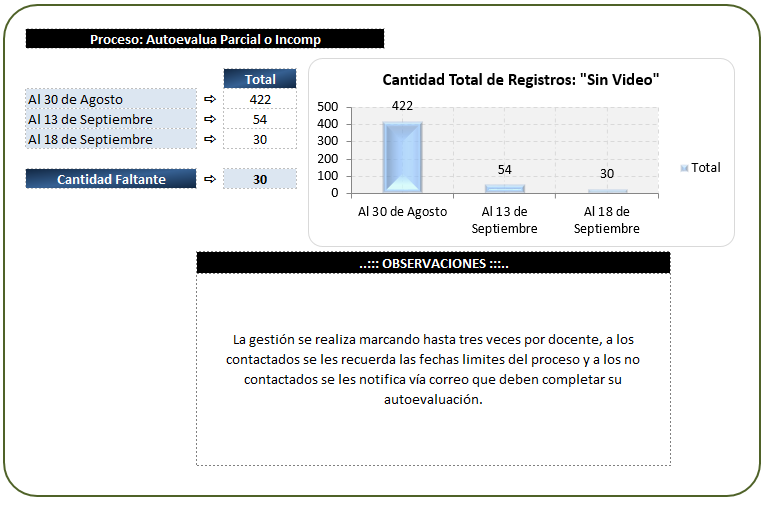 Proceso: Autoevalua Parcial o Incomp
Total
Al 30 de Agosto ⇨ 422
Al 13 de Septiembre ⇨ 54
Al 18 de Septiembre ⇨ 30
Cantidad Faltante ⇨ 30
Cantidad Total de Registros: "Sin Video"
500
400
300
200
100
0
422
54
30
Al 30 de Agosto
Al 13 de
Septiembre
Al 18 de
Septiembre
Total
..::: OBSERVACIONES :::..
La gestión se realiza marcando hasta tres veces por docente, a los
contactados se les recuerda las fechas limites del proceso y a los no
contactados se les notifica vía correo que deben completar su
autoevaluación.